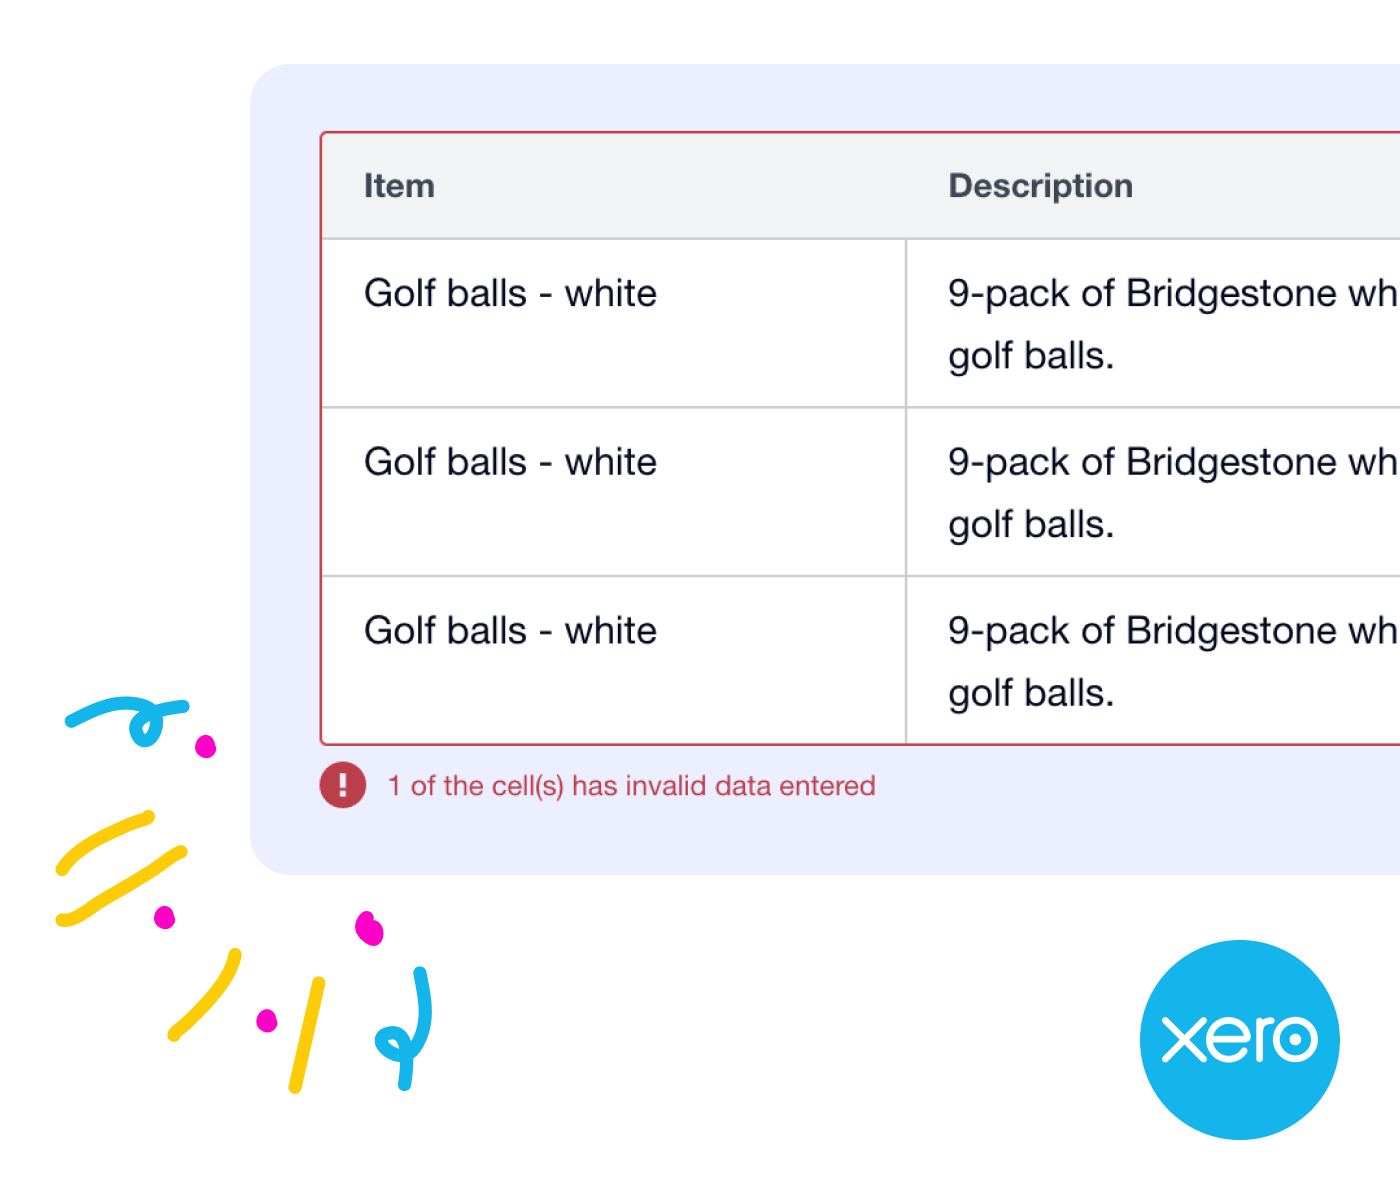 Item Description
Golf balls - white 9-pack of Bridgestone wh
golf balls.
Golf balls - white 9-pack of Bridgestone wh
golf balls.
Golf balls - white 9-pack of Bridgestone wh
golf balls.
! 1 of the cell(s) has invalid data entered
xero